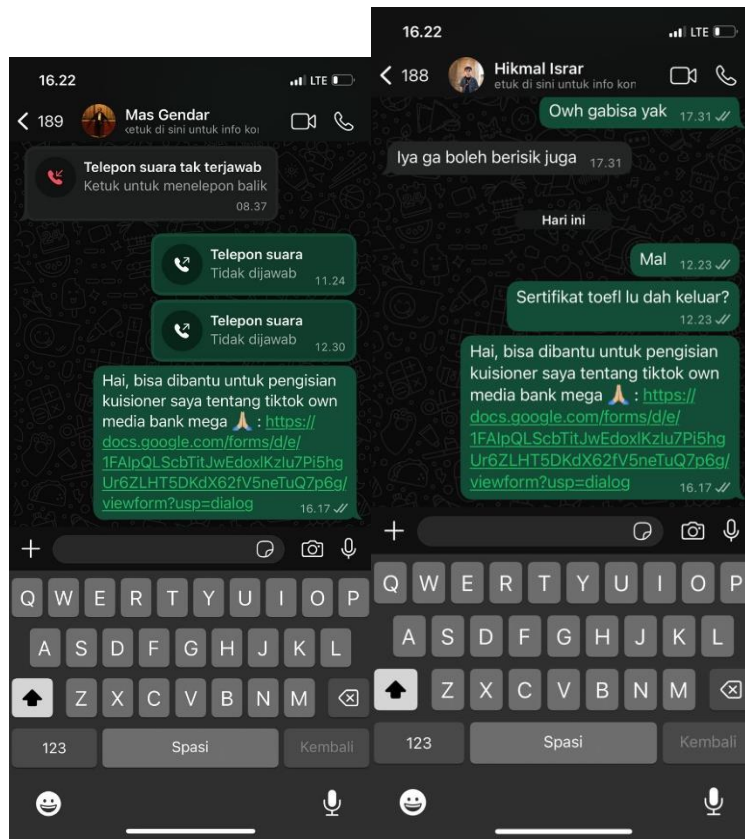 16.22
LTE
189
Mas Gendar
etuk di sini untuk info ko
Telepon suara tak terjawab
Ketuk untuk menelepon balik
08.37
Telepon suara
Tidak dijawab
11.24
Telepon suara
Tidak dijawab
12.30
Hai, bisa dibantu untuk pengisian
kuisioner saya tentang tiktok own
media bank mega 🙏🏼 : https://
docs.google.com/forms/d/e/
1FAIpQLScbTitJwEdoxlKzlu7Pi5hg
Ur6ZLHT5DKdX62fV5neTuQ7p6g/
viewform?usp=dialog
16.17
Q W E R T Y U I O P
A S D F G H J K L
Z X C V B N M
123 Spasi Kembali
16.22
LTE
188
Hikmal Israr
etuk di sini untuk info kon
Owh gabisa yak 17.31
Iya ga boleh berisik juga 17.31
Hari ini
Mal 12.23
Sertifikat toefl lu dah keluar?
12.23
Hai, bisa dibantu untuk pengisian
kuisioner saya tentang tiktok own
media bank mega 🙏🏼 : https://
docs.google.com/forms/d/e/
1FAIpQLScbTitJwEdoxlKzlu7Pi5hg
Ur6ZLHT5DKdX62fV5neTuQ7p6g/
viewform?usp=dialog
16.17
Q W E R T Y U I O P
A S D F G H J K L
Z X C V B N M
123 Spasi Kembali